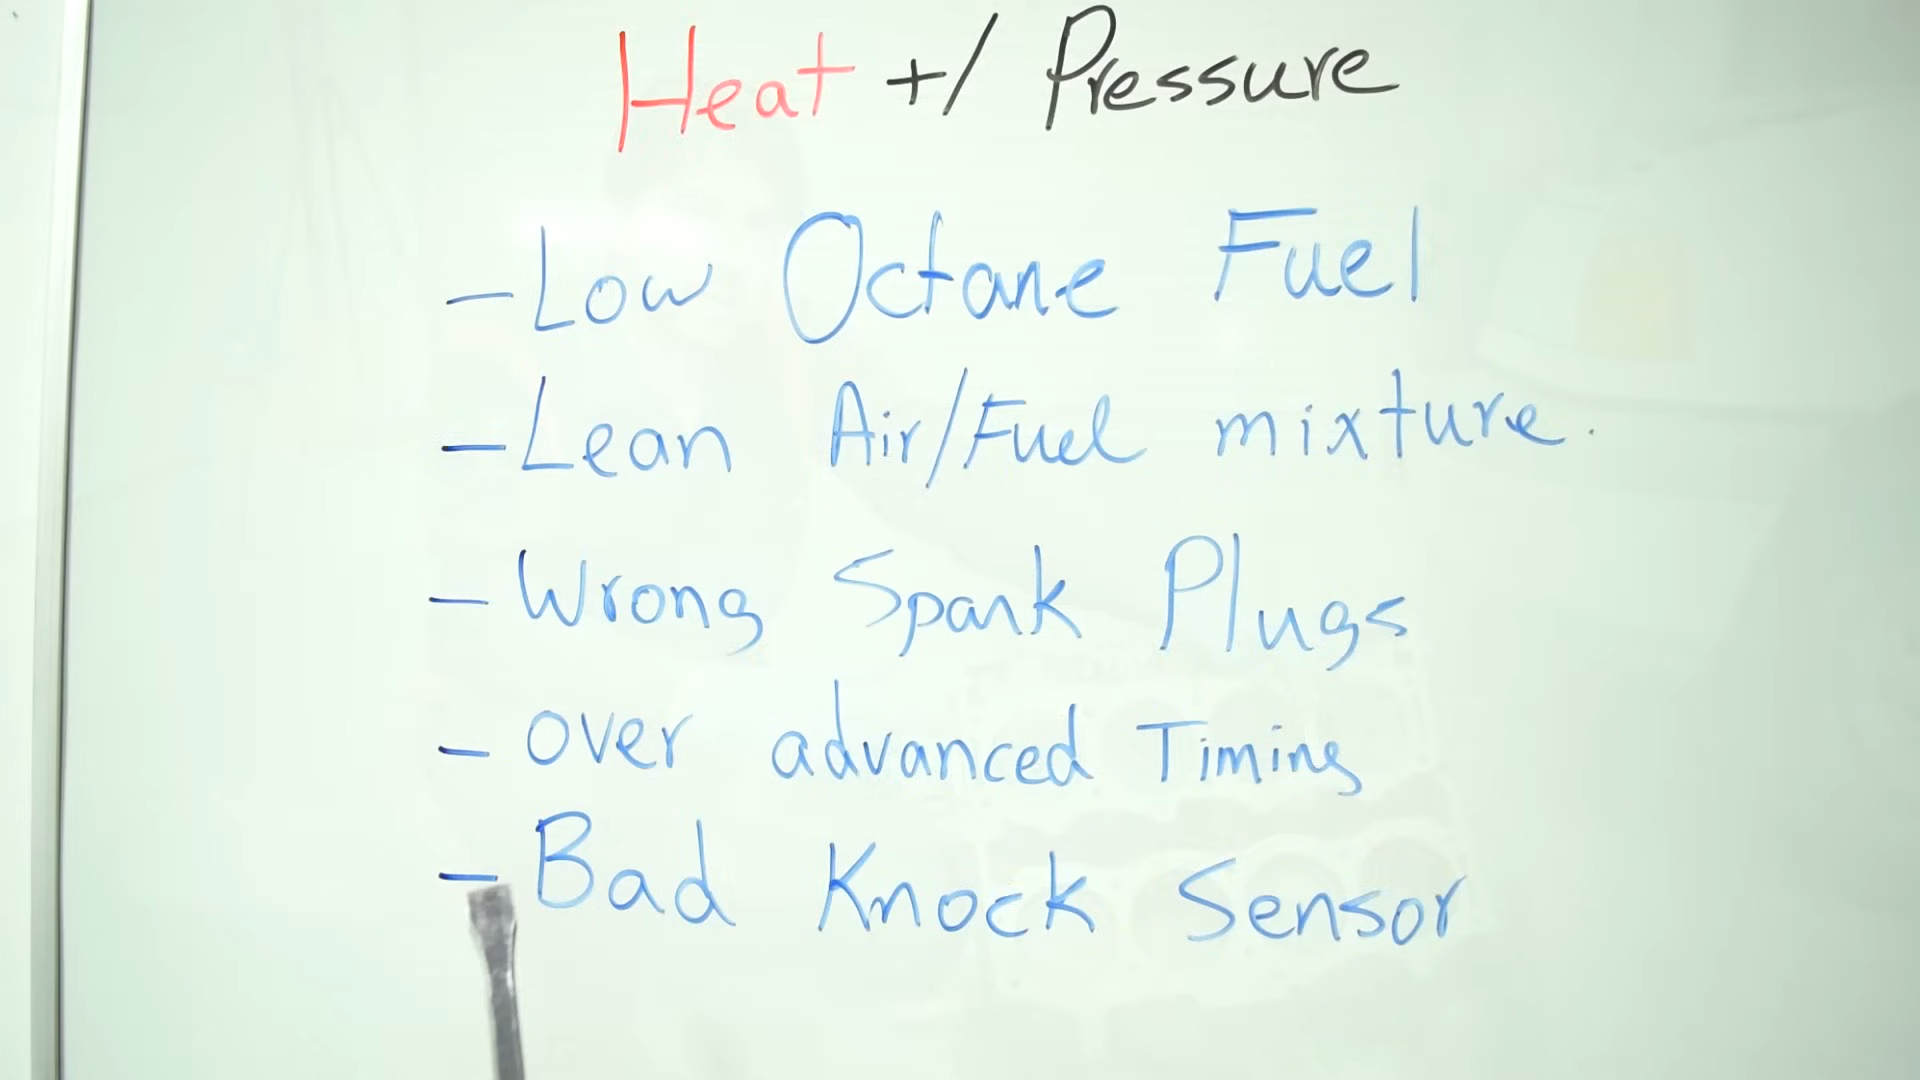 Heat +/ Pressure
- Low Octane Fuel
- Lean Air/Fuel mixture.
- Wrong Spark Plugs
- over advanced Timing
- Bad Knock Sensor